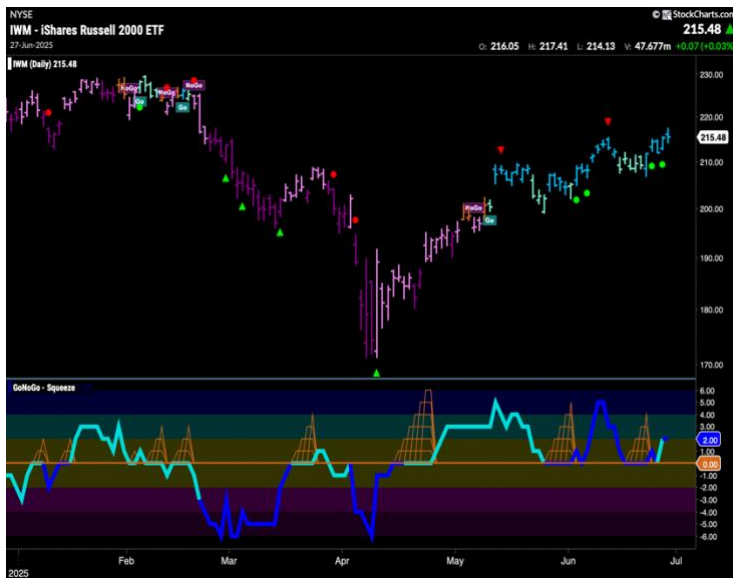 NYSE
© StockCharts.com
IWM - iShares Russell 2000 ETF
215.48
27-Jun-2025
O: 216.05 H: 217.41 L: 214.13 V: 47.677m +0.07 (+0.03%)
IWM (Daily) 215.48
230.00
NoGo
NoGo
NoGo
Go
Go
220.00
215.48
210.00
NoGo
200.00
Go
190.00
180.00
170.00
GoNoGo - Squeeze
6.00
5.00
4.00
3.00
2.00
1.00
0.00
-1.00
-2.00
-3.00
-4.00
-5.00
-6.00
Feb Mar Apr May Jun Jul
2025